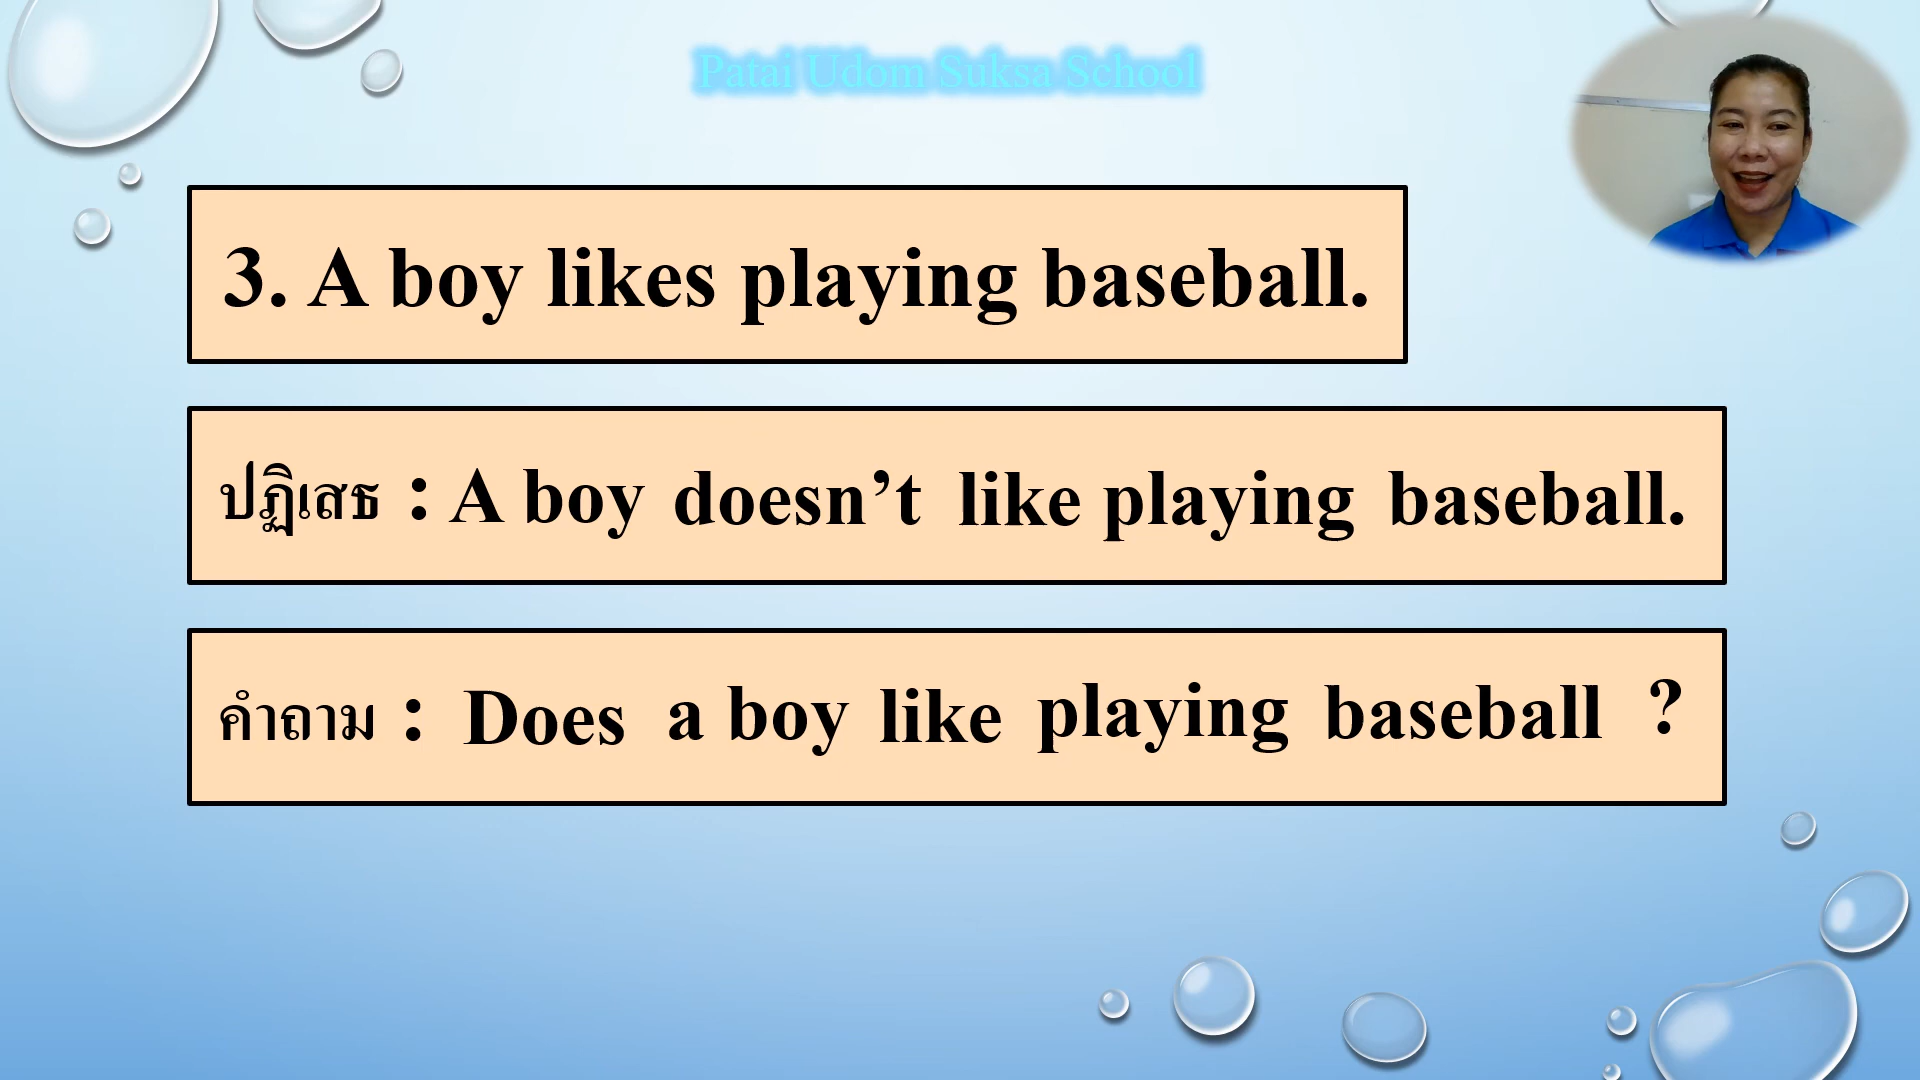 Patai Udom Suksa School
3. A boy likes playing baseball.
ปฏิเสธ : A boy doesn’t like playing baseball.
คำถาม : Does a boy like playing baseball ?